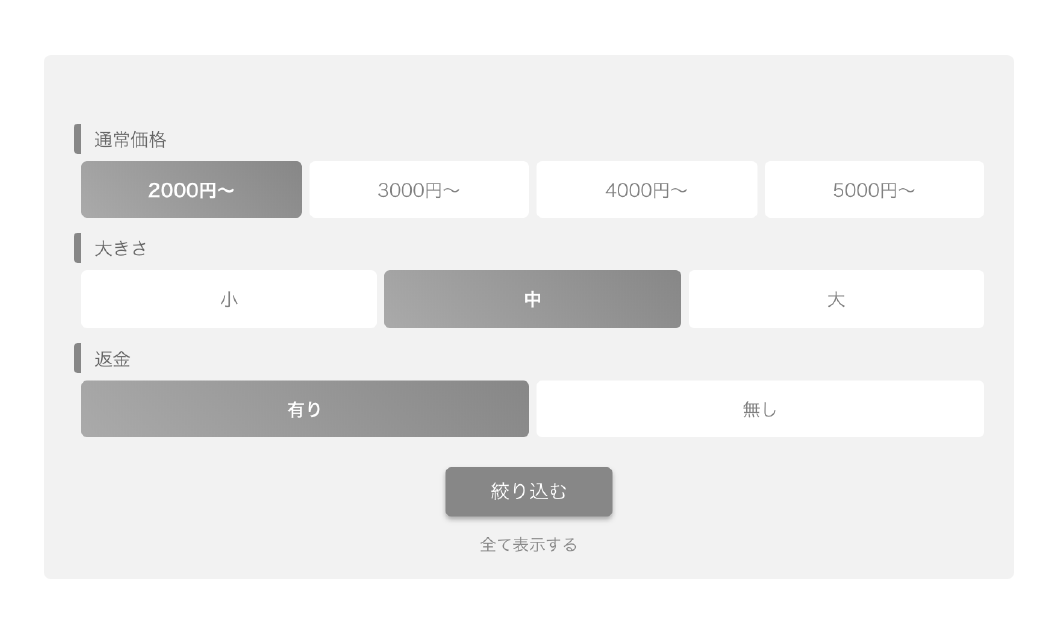 通常価格
2000円〜 3000円〜 4000円〜 5000円〜
大きさ
小 中 大
返金
有り 無し
絞り込む
全て表示する